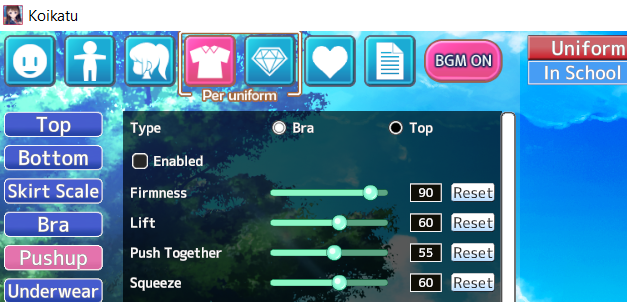 Koikatu
BGM ON
Uniform
In School
Per uniform
Top
Bottom
Skirt Scale
Bra
Pushup
Underwear
Type Bra Top
Enabled
Firmness 90 Reset
Lift 60 Reset
Push Together 55 Reset
Squeeze 60 Reset